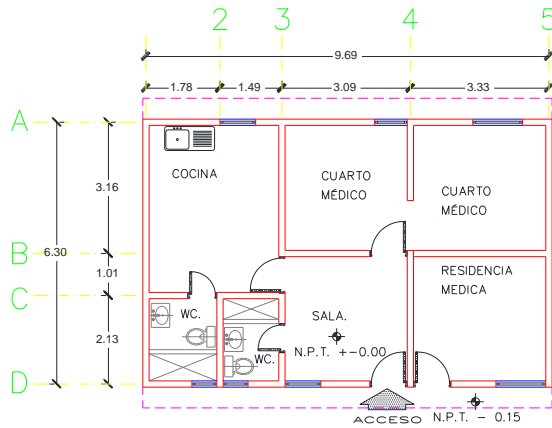 2 3 4 5
9.69
1.78 1.49 3.09 3.33
A
3.16
COCINA
CUARTO
MÉDICO
CUARTO
MÉDICO
6.30
B
1.01
RESIDENCIA
MEDICA
C
WC.
SALA.
2.13
N.P.T. +-0.00
WC.
D
ACCESO
N.P.T. - 0.15